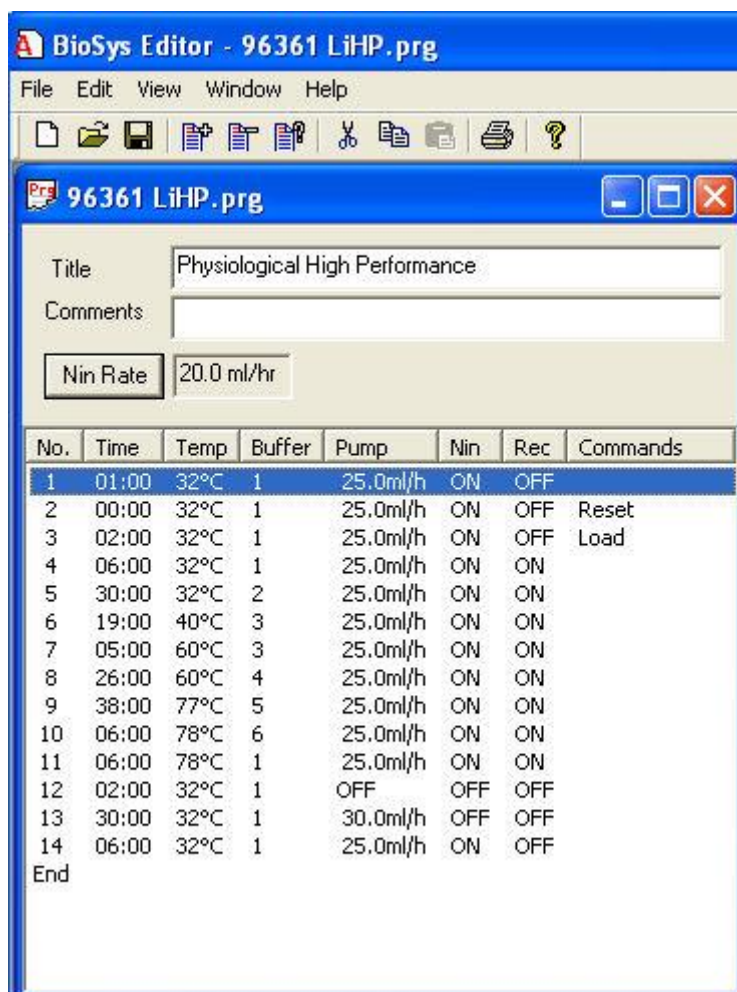 BioSys Editor - 96361 LiHP.prg
File Edit View Window Help
Prg 96361 LiHP.prg
Title Physiological High Performance
Comments
Nin Rate 20.0 ml/hr
No. Time Temp Buffer Pump Nin Rec Commands
1 01:00 32°C 1 25.0ml/h ON OFF
2 00:00 32°C 1 25.0ml/h ON OFF Reset
3 02:00 32°C 1 25.0ml/h ON OFF Load
4 06:00 32°C 1 25.0ml/h ON ON
5 30:00 32°C 2 25.0ml/h ON ON
6 19:00 40°C 3 25.0ml/h ON ON
7 05:00 60°C 3 25.0ml/h ON ON
8 26:00 60°C 4 25.0ml/h ON ON
9 38:00 77°C 5 25.0ml/h ON ON
10 06:00 78°C 6 25.0ml/h ON ON
11 06:00 78°C 1 25.0ml/h ON ON
12 02:00 32°C 1 OFF OFF OFF
13 30:00 32°C 1 30.0ml/h OFF OFF
14 06:00 32°C 1 25.0ml/h ON OFF
End